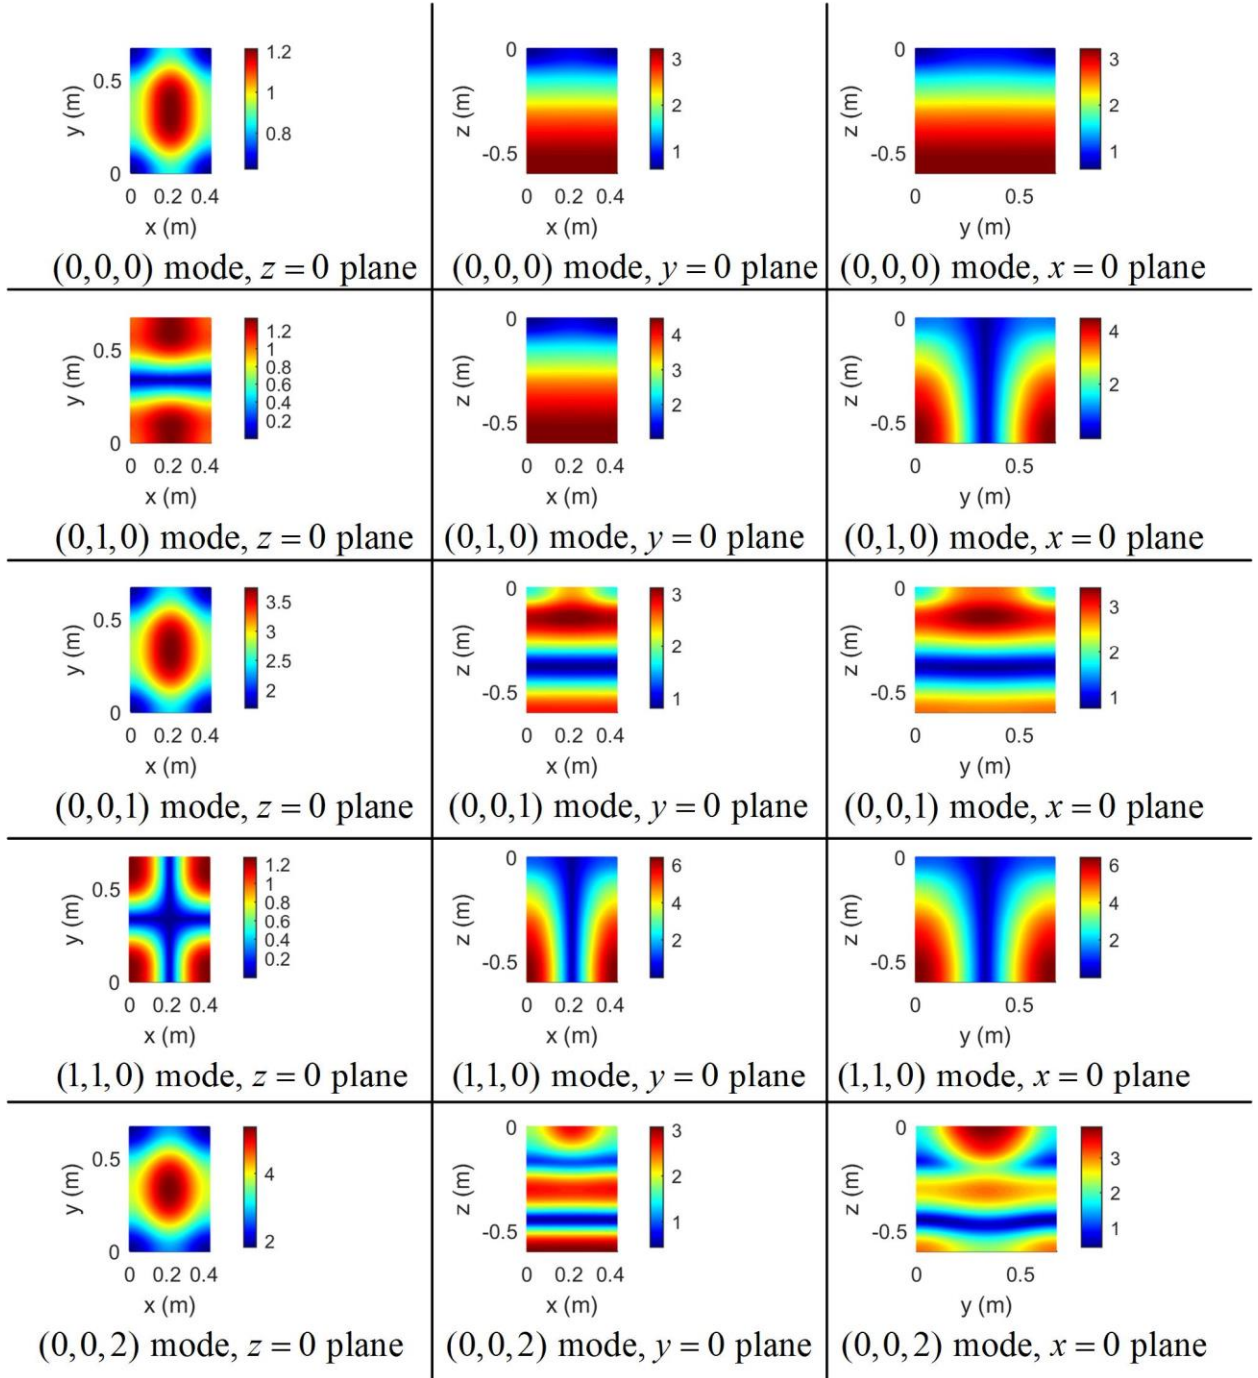 1.2
1
0.8
0.5
0
y (m)
0 0.2 0.4
x (m)
(0,0,0) mode, z = 0 plane
0
-0.5
z (m)
0 0.2 0.4
x (m)
3
2
1
(0,0,0) mode, y = 0 plane
0
-0.5
z (m)
0 0.5
y (m)
3
2
1
(0,0,0) mode, x = 0 plane
0.5
0
y (m)
0 0.2 0.4
x (m)
1.2
1
0.8
0.6
0.4
0.2
(0,1,0) mode, z = 0 plane
0
-0.5
z (m)
0 0.2 0.4
x (m)
4
3
2
(0,1,0) mode, y = 0 plane
0
-0.5
z (m)
0 0.5
y (m)
4
2
(0,1,0) mode, x = 0 plane
0.5
0
y (m)
0 0.2 0.4
x (m)
3.5
3
2.5
2
(0,0,1) mode, z = 0 plane
0
-0.5
z (m)
0 0.2 0.4
x (m)
3
2
1
(0,0,1) mode, y = 0 plane
0
-0.5
z (m)
0 0.5
y (m)
3
2
1
(0,0,1) mode, x = 0 plane
0.5
0
y (m)
0 0.2 0.4
x (m)
1.2
1
0.8
0.6
0.4
0.2
(1,1,0) mode, z = 0 plane
0
-0.5
z (m)
0 0.2 0.4
x (m)
6
4
2
(1,1,0) mode, y = 0 plane
0
-0.5
z (m)
0 0.5
y (m)
6
4
2
(1,1,0) mode, x = 0 plane
0.5
0
y (m)
0 0.2 0.4
x (m)
4
2
(0,0,2) mode, z = 0 plane
0
-0.5
z (m)
0 0.2 0.4
x (m)
3
2
1
(0,0,2) mode, y = 0 plane
0
-0.5
z (m)
0 0.5
y (m)
3
2
1
(0,0,2) mode, x = 0 plane